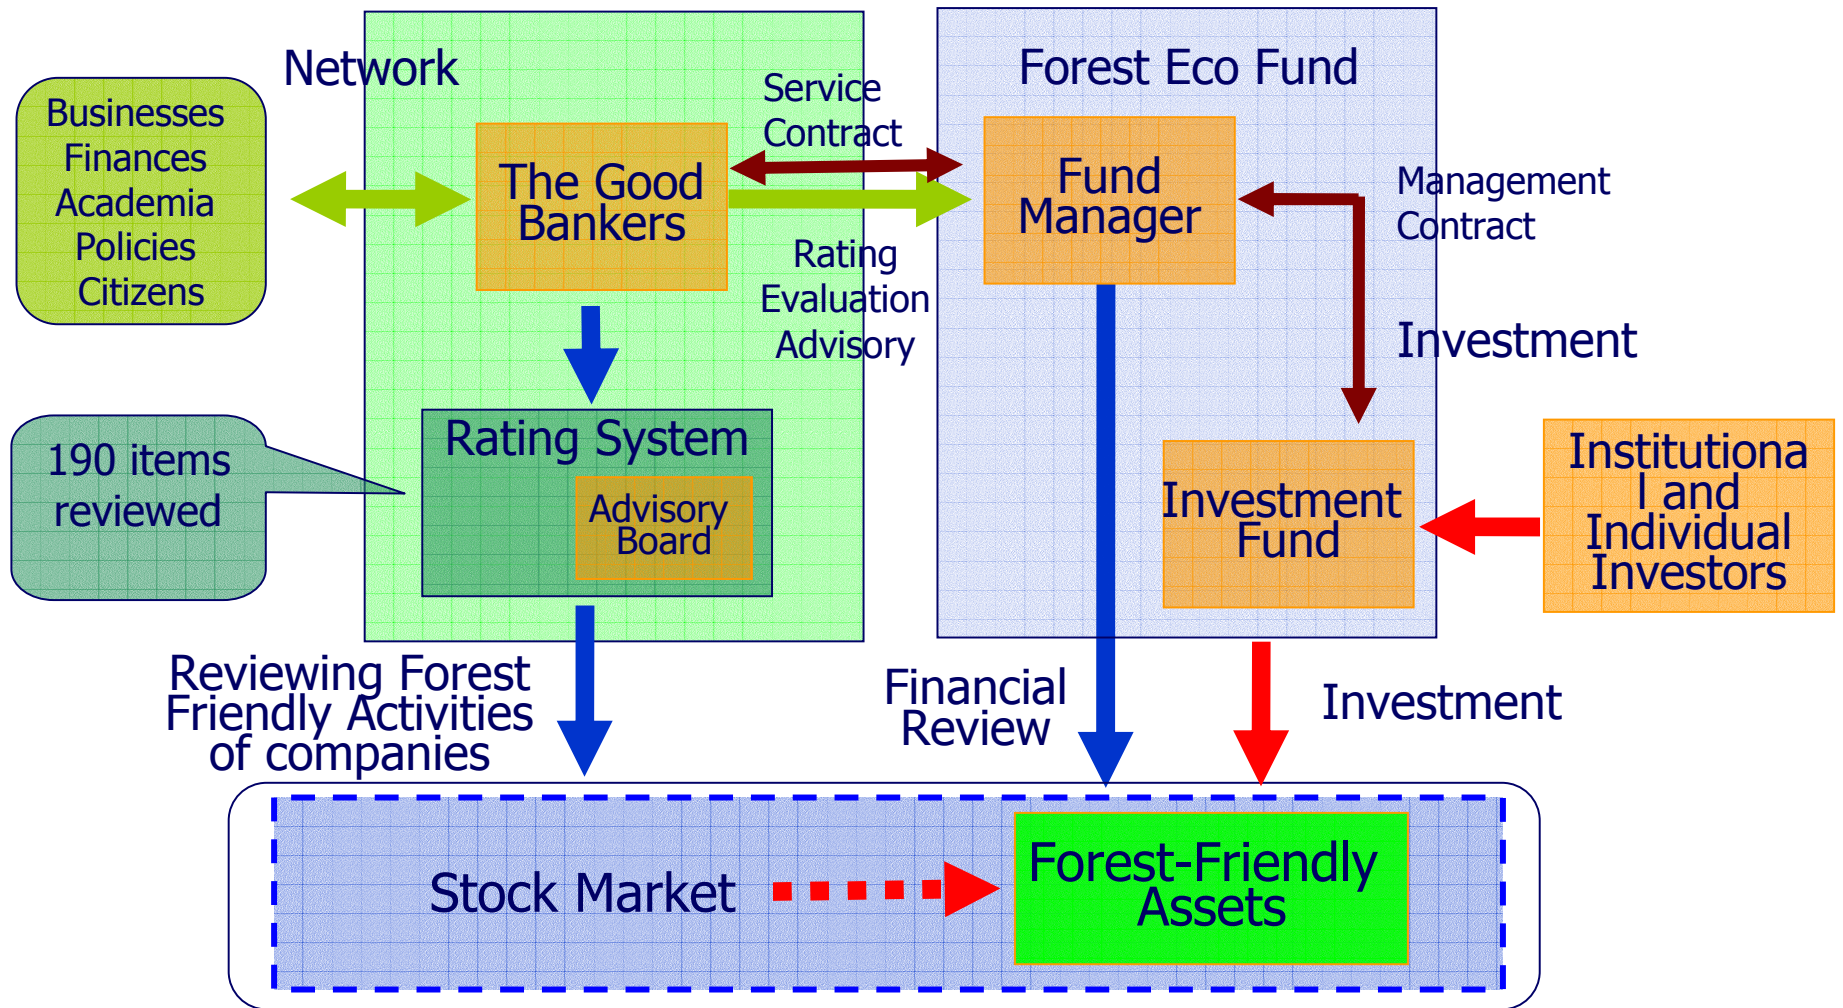 Network
Businesses
Finances
Academia
Policies
Citizens
The Good
Bankers
Service
Contract
Rating
Evaluation
Advisory
Forest Eco Fund
Fund
Manager
Management
Contract
Investment
190 items
reviewed
Rating System
Advisory
Board
Investment
Fund
Institutiona
l and
Individual
Investors
Reviewing Forest
Friendly Activities
of companies
Financial
Review
Investment
Stock Market
Forest-Friendly
Assets